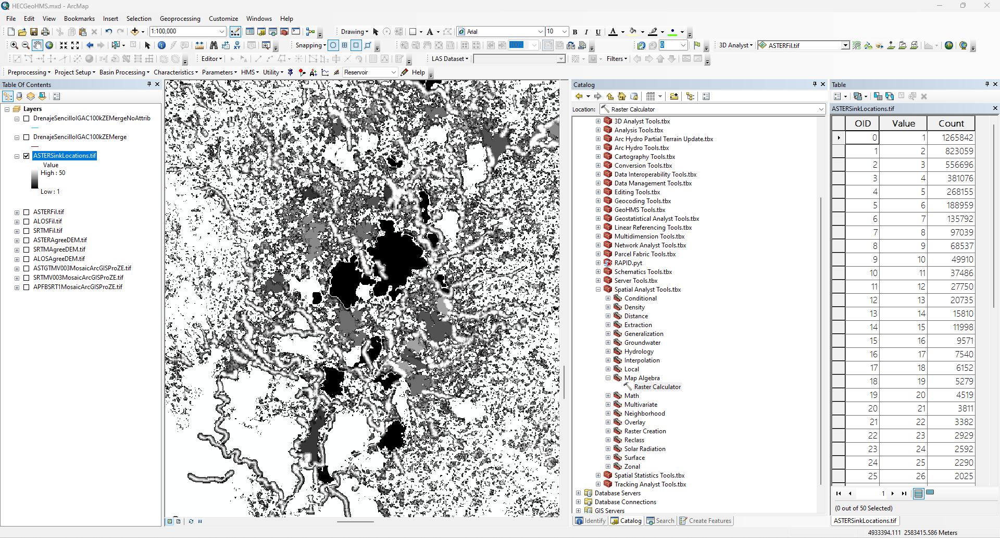 HECGeoHMS.mxd - ArcMap
File Edit View Bookmarks Insert Selection Geoprocessing Customize Windows Help
1:100,000 Drawing Arial 10 B I U
Snapping 100% 0 3D Analyst ASTERFil.tif
Editor LAS Dataset Filters
Preprocessing Project Setup Basin Processing Characteristics Parameters HMS Utility Reservoir Help
Table Of Contents
Layers
DrenajeSencilloIGAC100kZEMergeNoAttrib
DrenajeSencilloIGAC100kZEMerge
ASTERSinkLocations.tif
Value
High : 50
Low : 1
ASTERFil.tif
ALOSFil.tif
SRTMFil.tif
ASTERAgreeDEM.tif
SRTMAgreeDEM.tif
ALOSAgreeDEM.tif
ASTGTMV003MosaicArcGISProZE.tif
SRTMV003MosaicArcGISProZE.tif
APFBSRT1MosaicArcGISProZE.tif
Catalog
Location: Raster Calculator
3D Analyst Tools.tbx
Analysis Tools.tbx
Arc Hydro Partial Terrain Update.tbx
Arc Hydro Tools.tbx
Cartography Tools.tbx
Conversion Tools.tbx
Data Interoperability Tools.tbx
Data Management Tools.tbx
Editing Tools.tbx
Geocoding Tools.tbx
GeoHMS Tools.tbx
Geostatistical Analyst Tools.tbx
Linear Referencing Tools.tbx
Multidimension Tools.tbx
Network Analyst Tools.tbx
Parcel Fabric Tools.tbx
RAPID.pyt
Schematics Tools.tbx
Server Tools.tbx
Spatial Analyst Tools.tbx
Conditional
Density
Distance
Extraction
Generalization
Groundwater
Hydrology
Interpolation
Local
Map Algebra
Raster Calculator
Math
Multivariate
Neighborhood
Overlay
Raster Creation
Reclass
Solar Radiation
Surface
Zonal
Spatial Statistics Tools.tbx
Tracking Analyst Tools.tbx
Database Servers
Database Connections
GIS Servers
Identify Catalog Search Create Features
Table
ASTERSinkLocations.tif
OID Value Count
0 1 1265842
1 2 823059
2 3 556696
3 4 381076
4 5 268155
5 6 188959
6 7 135792
7 8 97039
8 9 68537
9 10 49910
10 11 37486
11 12 27750
12 13 20735
13 14 15810
14 15 11998
15 16 9571
16 17 7540
17 18 6152
18 19 5279
19 20 4519
20 21 3811
21 22 3382
22 23 2929
23 24 2592
24 25 2290
25 26 2025
1
(0 out of 50 Selected)
ASTERSinkLocations.tif
4933394.111 2583415.586 Meters